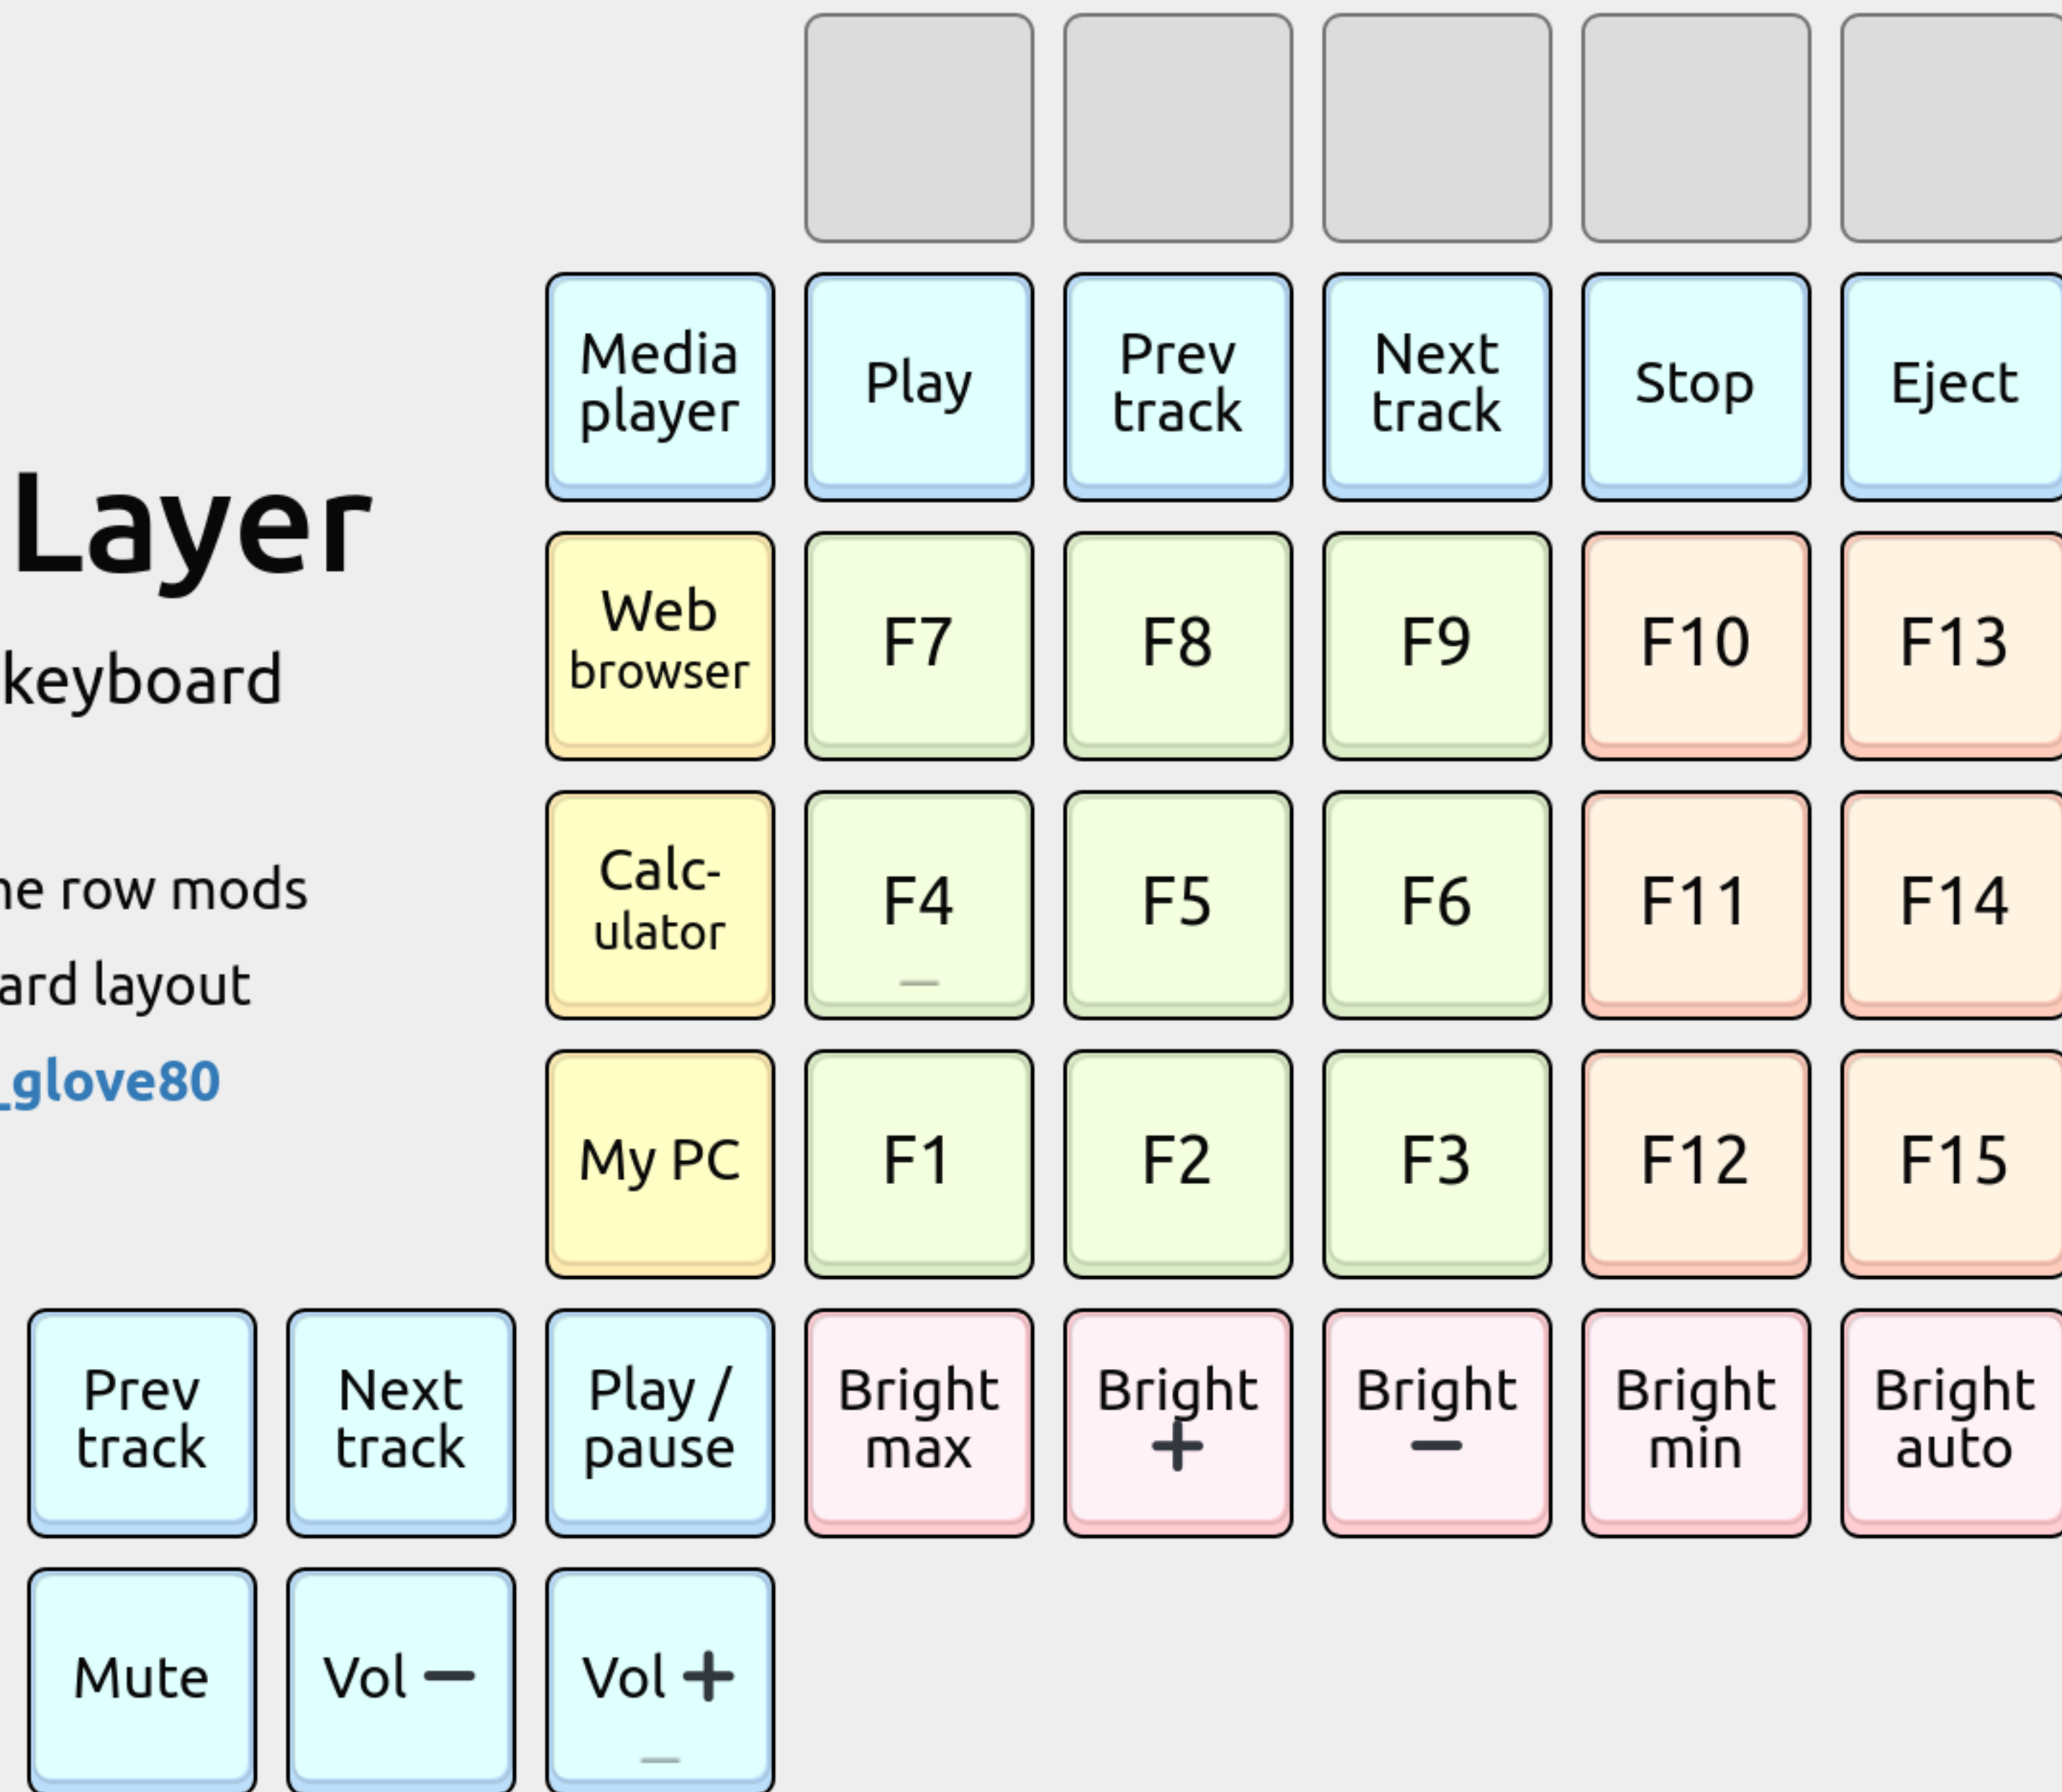 Media player
Play
Prev track
Next track
Stop
Eject
Layer
Web browser
F7
F8
F9
F10
F13
keyboard
Calc-
ulator
F4
F5
F6
F11
F14
row mods
layout
_glove80
My PC
F1
F2
F3
F12
F15
Prev track
Next track
Play / pause
Bright max
Bright +
Bright −
Bright min
Bright auto
Mute
Vol −
Vol +